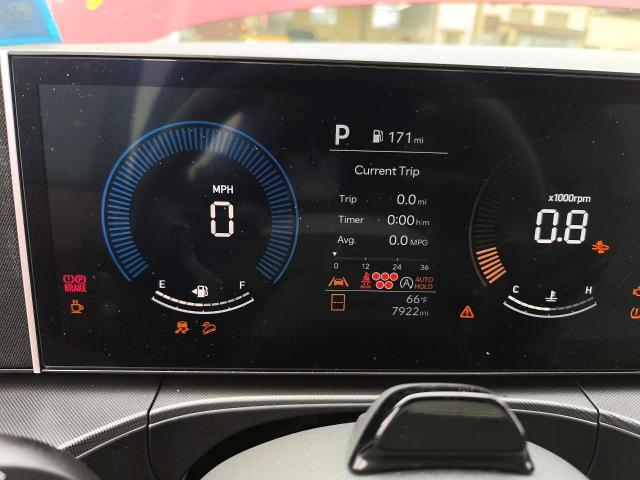 P 171 mi
Current Trip
Trip 0.0 mi
Timer 0:00 h:m
Avg. 0.0 MPG
0 12 24 36
AUTO
HOLD
66°F
7922 mi
MPH
0
E F
BRAKE
x1000rpm
0.8
C H